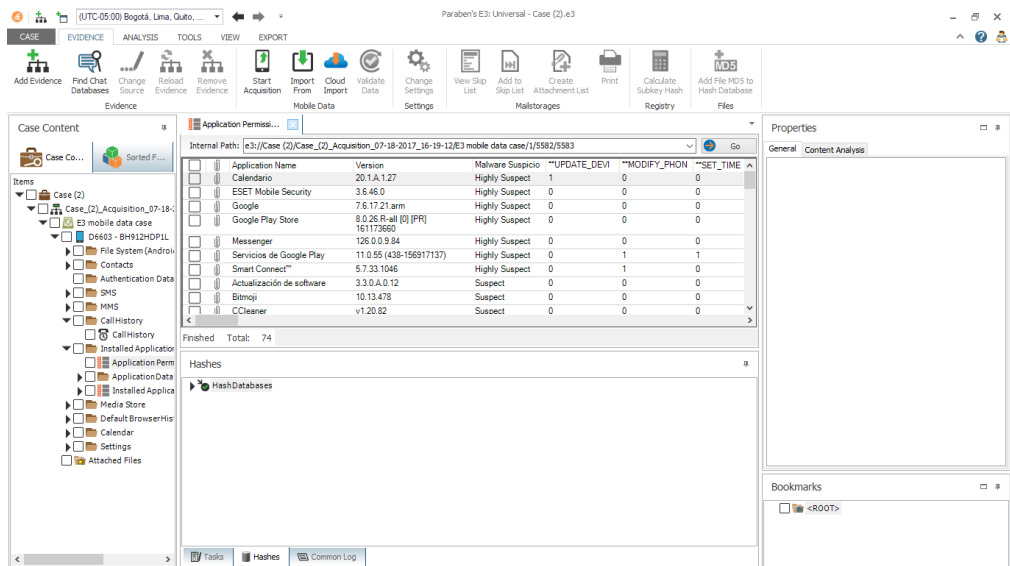 (UTC-05:00) Bogotá, Lima, Quito, ...
Paraben's E3: Universal - Case (2).e3
CASE EVIDENCE ANALYSIS TOOLS VIEW EXPORT
Add Evidence
Find Chat Databases
Change Source
Reload Evidence
Remove Evidence
Start Acquisition
Import From
Cloud Import
Validate Data
Change Settings
View Skip List
Add to Skip List
Create Attachment List
Print
Calculate Subkey Hash
MD5
Add File MD5 to Hash Database
Evidence
Mobile Data
Settings
Mailstorages
Registry
Files
Case Content
Case Co...
Sorted F...
Items
Case (2)
Case_(2)_Acquisition_07-18-
E3 mobile data case
D6603 - BH912HDP1L
File System (Androi
Contacts
Authentication Data
SMS
MMS
CallHistory
CallHistory
Installed Application
Application Perm
ApplicationData
Installed Applica
Media Store
Default BrowserHis
Calendar
Settings
Attached Files
Application Permissi...
Internal Path: e3://Case (2)/Case_(2)_Acquisition_07-18-2017_16-19-12/E3 mobile data case/1/5582/5583 Go
Application Name Version Malware Suspicio **UPDATE_DEVI **MODIFY_PHON **SET_TIME
Calendario 20.1.A.1.27 Highly Suspect 1 0 0
ESET Mobile Security 3.6.46.0 Highly Suspect 0 0 0
Google 7.6.17.21.arm Highly Suspect 0 0 0
Google Play Store 8.0.26.R-all [0] [PR] 161173660 Highly Suspect 0 0 0
Messenger 126.0.0.9.84 Highly Suspect 0 0 0
Servicios de Google Play 11.0.55 (438-156917137) Highly Suspect 0 1 1
Smart Connect™ 5.7.33.1046 Highly Suspect 0 1 0
Actualización de software 3.3.0.A.0.12 Suspect 0 0 0
Bitmoji 10.13.478 Suspect 0 0 0
CCleaner v1.20.82 Suspect 0 0 0
Finished Total: 74
Hashes
HashDatabases
Tasks Hashes Common Log
Properties
General Content Analysis
Bookmarks
<ROOT>